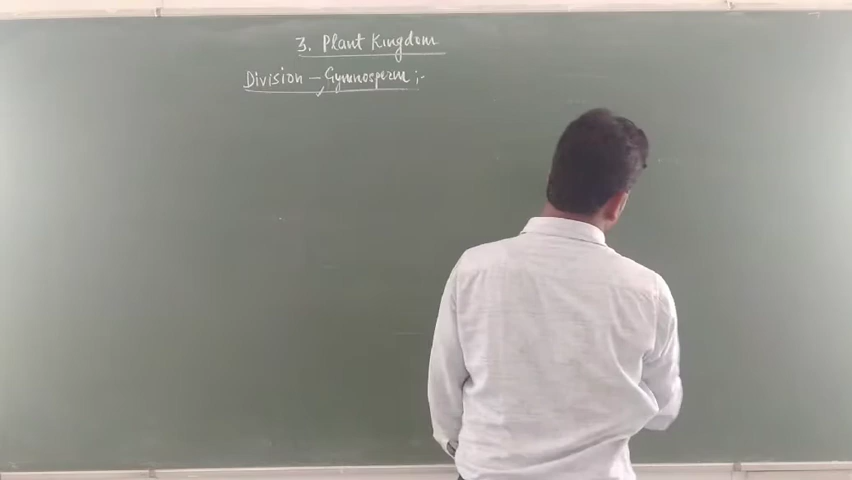 3. Plant Kingdom
Division - Gymnosperm :-